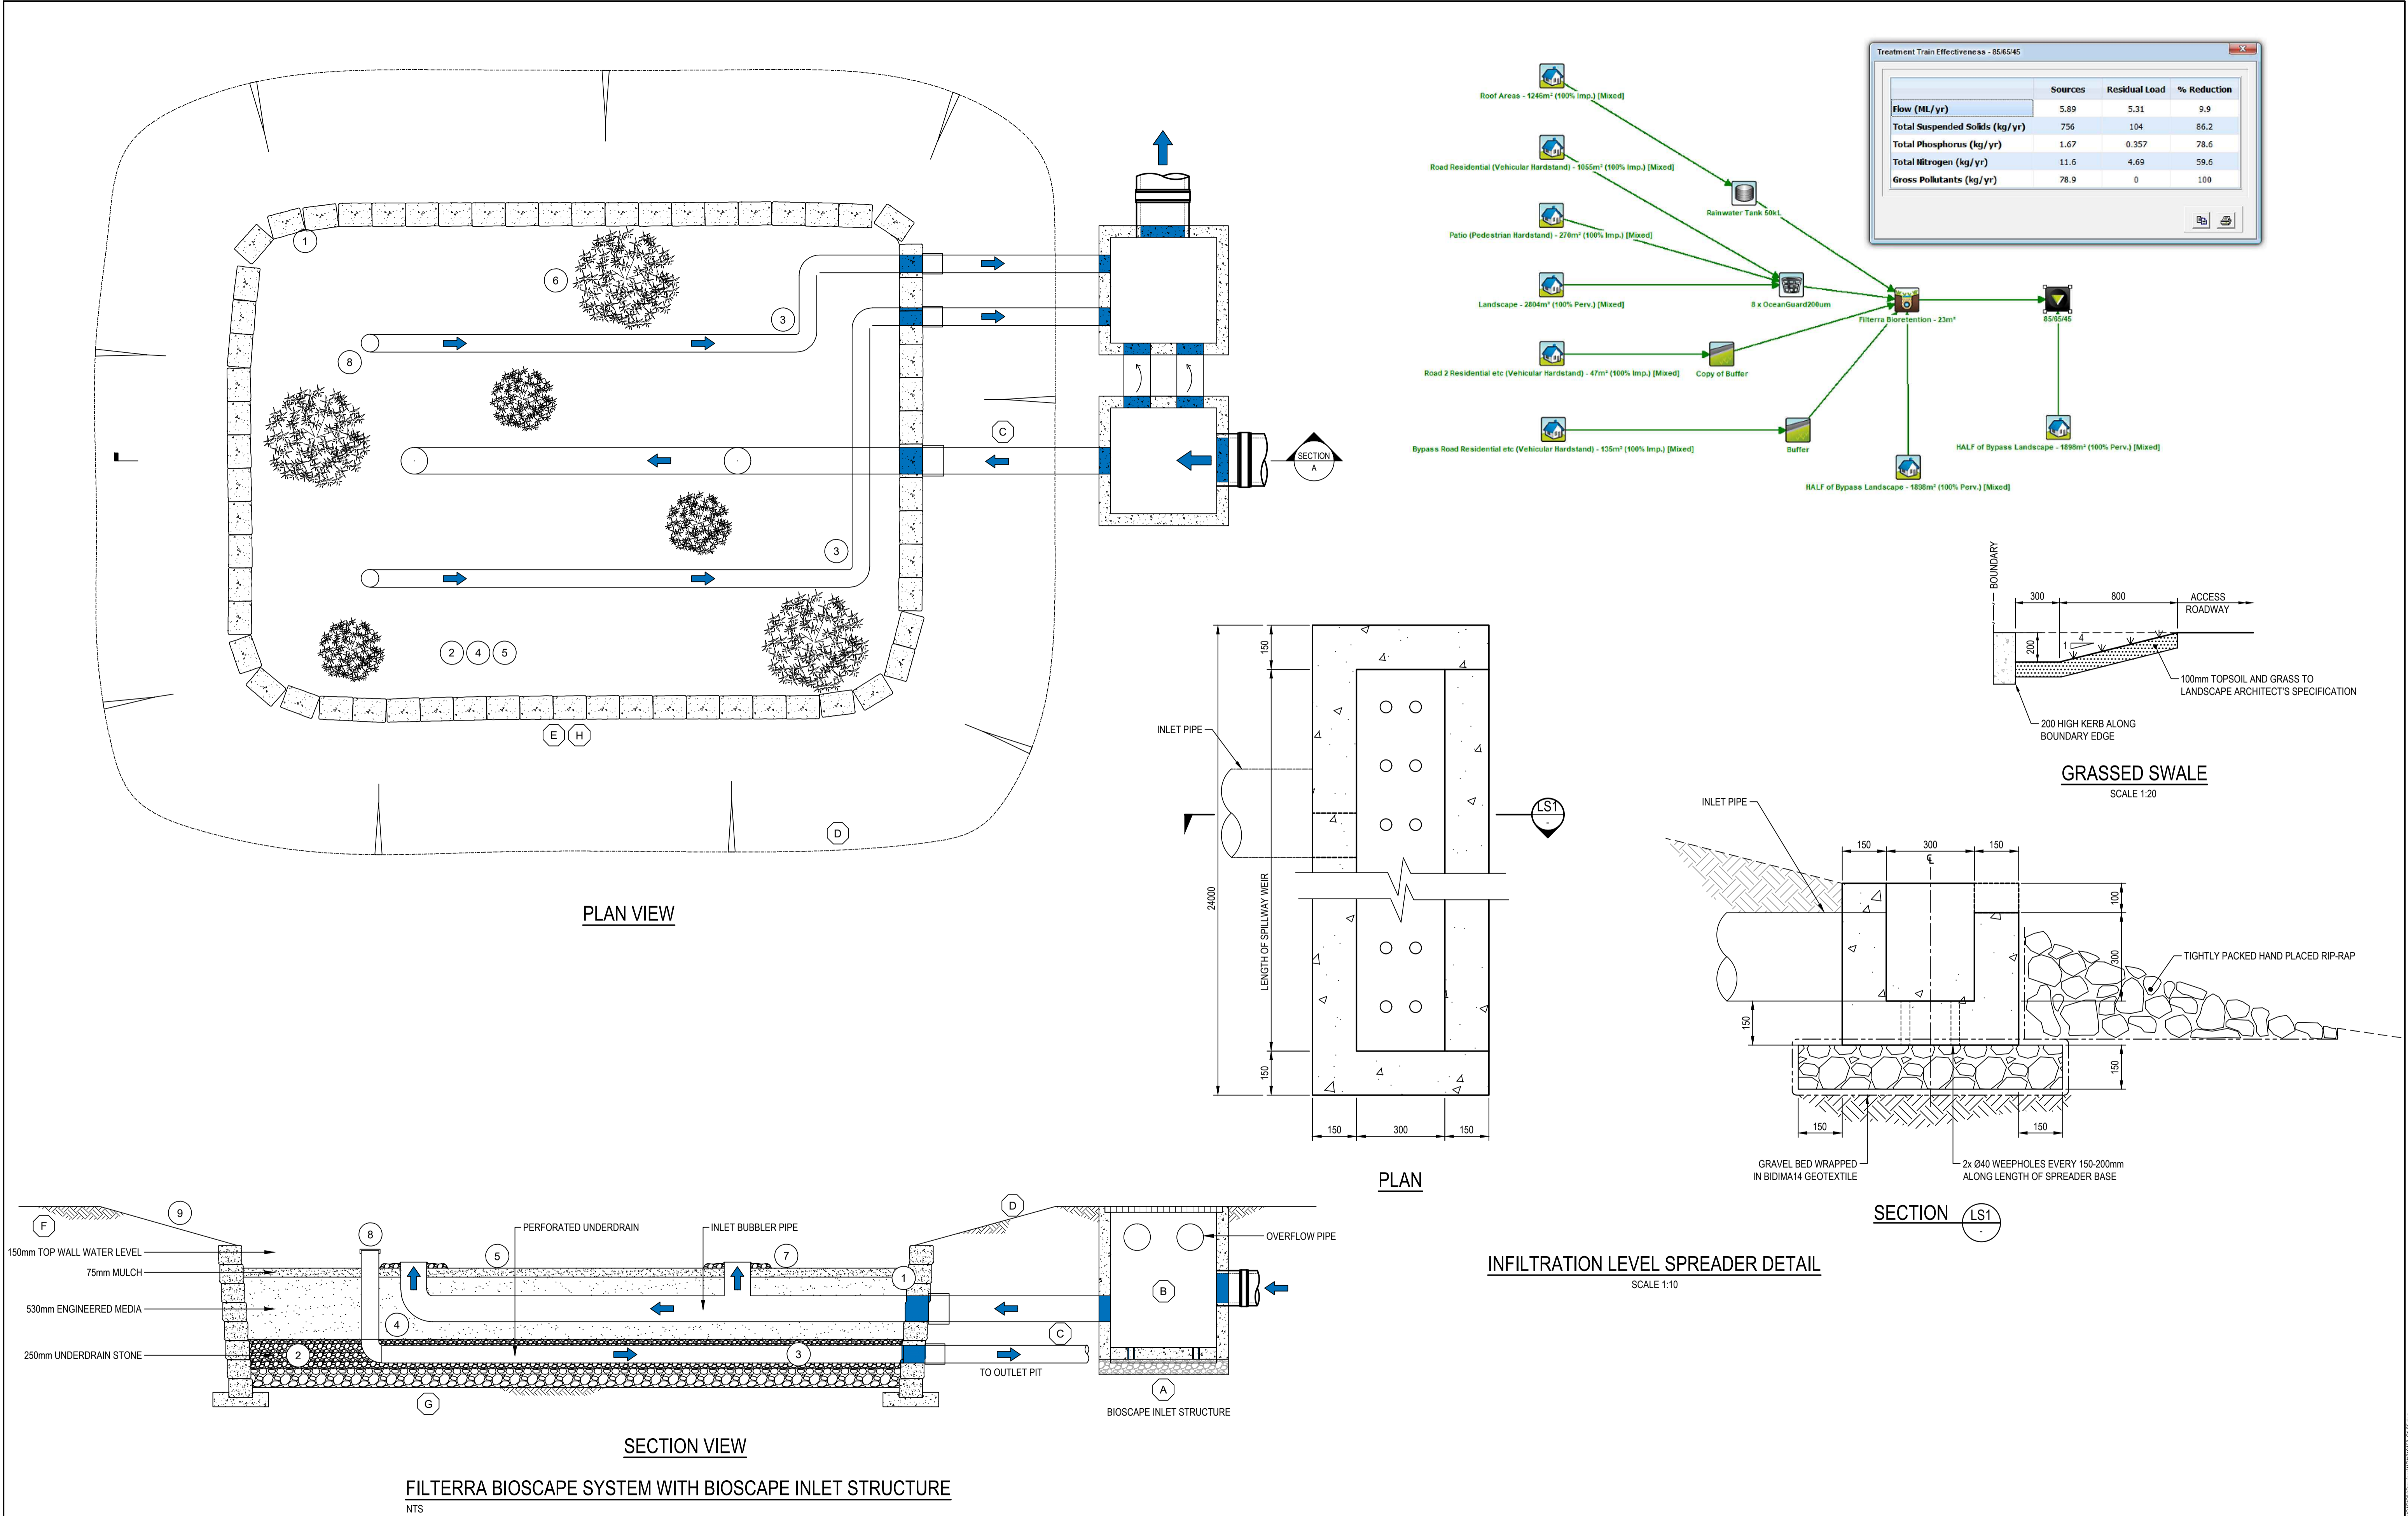 1
6
3
8
C
3
2
4
5
E
H
D
SECTION
A
PLAN VIEW
Roof Areas - 1246m² (100% Imp.) [Mixed]
Road Residential (Vehicular Hardstand) - 1055m² (100% Imp.) [Mixed]
Rainwater Tank 50kL
Patio (Pedestrian Hardstand) - 270m² (100% Imp.) [Mixed]
Landscape - 2804m² (100% Perv.) [Mixed]
8 x OceanGuard200um
Filterra Bioretention - 23m²
85/65/45
Road 2 Residential etc (Vehicular Hardstand) - 47m² (100% Imp.) [Mixed]
Copy of Buffer
Bypass Road Residential etc (Vehicular Hardstand) - 135m² (100% Imp.) [Mixed]
Buffer
HALF of Bypass Landscape - 1898m² (100% Perv.) [Mixed]
HALF of Bypass Landscape - 1898m² (100% Perv.) [Mixed]
Treatment Train Effectiveness - 85/65/45
Sources Residual Load % Reduction
Flow (ML/yr) 5.89 5.31 9.9
Total Suspended Solids (kg/yr) 756 104 86.2
Total Phosphorus (kg/yr) 1.67 0.357 78.6
Total Nitrogen (kg/yr) 11.6 4.69 59.6
Gross Pollutants (kg/yr) 78.9 0 100
BOUNDARY
300
800
ACCESS
ROADWAY
200
1
4
100mm TOPSOIL AND GRASS TO
LANDSCAPE ARCHITECT'S SPECIFICATION
200 HIGH KERB ALONG
BOUNDARY EDGE
GRASSED SWALE
SCALE 1:20
150
INLET PIPE
LS1
-
24000
LENGTH OF SPILLWAY WEIR
150
150
300
150
PLAN
INLET PIPE
150
300
150
℄
100
300
TIGHTLY PACKED HAND PLACED RIP-RAP
150
150
150
150
GRAVEL BED WRAPPED
IN BIDIMA14 GEOTEXTILE
2x Ø40 WEEPHOLES EVERY 150-200mm
ALONG LENGTH OF SPREADER BASE
SECTION
LS1
-
INFILTRATION LEVEL SPREADER DETAIL
SCALE 1:10
F
9
8
PERFORATED UNDERDRAIN
INLET BUBBLER PIPE
D
OVERFLOW PIPE
150mm TOP WALL WATER LEVEL
75mm MULCH
5
7
1
B
530mm ENGINEERED MEDIA
4
C
250mm UNDERDRAIN STONE
2
3
TO OUTLET PIT
G
A
BIOSCAPE INLET STRUCTURE
SECTION VIEW
FILTERRA BIOSCAPE SYSTEM WITH BIOSCAPE INLET STRUCTURE
NTS